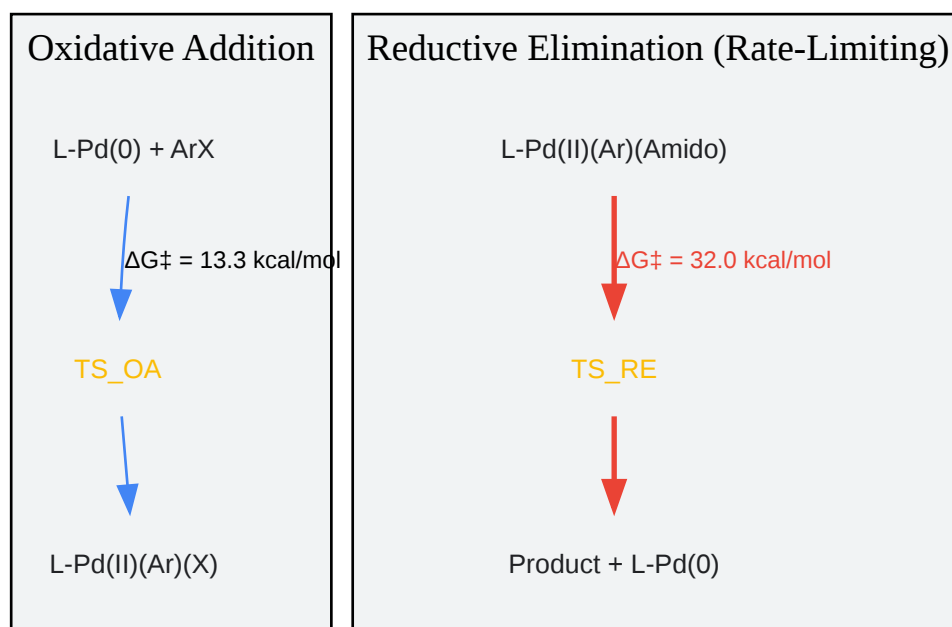 Oxidative Addition
L-Pd(0) + ArX
ΔG‡ = 13.3 kcal/mol
TS_OA
L-Pd(II)(Ar)(X)
Reductive Elimination (Rate-Limiting)
L-Pd(II)(Ar)(Amido)
ΔG‡ = 32.0 kcal/mol
TS_RE
Product + L-Pd(0)